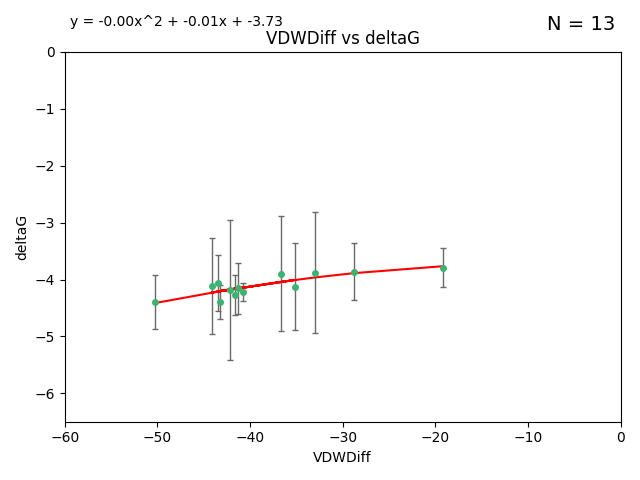 y = -0.00x^2 + -0.01x + -3.73
N = 13
VDWDiff vs deltaG
0
−1
−2
−3
−4
−5
−6
deltaG
−60 −50 −40 −30 −20 −10 0
VDWDiff